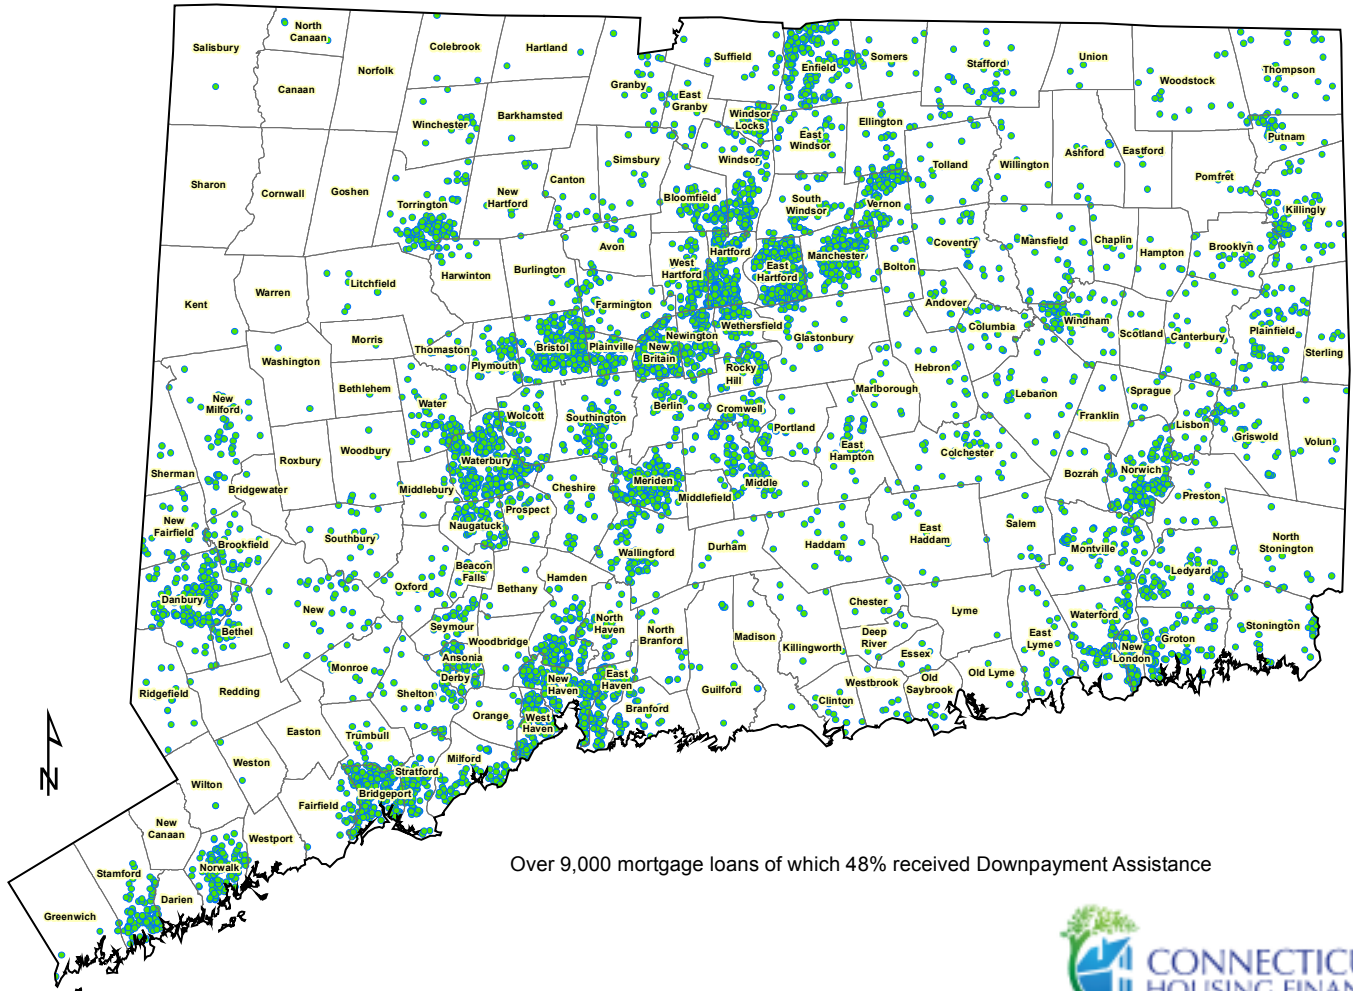 North
Canaan
Colebrook
Hartland
Salisbury
Suffield
Enfield
Somers
Stafford
Union
Woodstock
Thompson
Norfolk
Canaan
Granby
East
Granby
Winchester
Barkhamsted
Windsor
Locks
East
Windsor
Ellington
Putnam
Simsbury
Windsor
Tolland
Willington
Ashford
Eastford
Pomfret
Sharon
Cornwall
Goshen
Torrington
New
Hartford
Canton
Bloomfield
South
Windsor
Vernon
Killingly
Avon
Hartford
West
Hartford
East
Hartford
Manchester
Bolton
Coventry
Mansfield
Chaplin
Hampton
Brooklyn
Kent
Warren
Litchfield
Harwinton
Burlington
Farmington
Andover
Columbia
Windham
Scotland
Canterbury
Plainfield
Sterling
Washington
Morris
Thomaston
Plymouth
Bristol
Plainville
New
Britain
Newington
Wethersfield
Glastonbury
Rocky
Hill
Hebron
Marlborough
Lebanon
Sprague
Franklin
Lisbon
Griswold
Volun
New
Milford
Bethlehem
Water
Wolcott
Southington
Berlin
Cromwell
Portland
East
Hampton
Colchester
Bozrah
Norwich
Preston
Sherman
Bridgewater
Roxbury
Woodbury
Middlebury
Waterbury
Cheshire
Prospect
Meriden
Middlefield
Middle
New
Fairfield
Brookfield
Southbury
Naugatuck
Wallingford
Durham
Haddam
East
Haddam
Salem
Montville
Ledyard
North
Stonington
Danbury
Bethel
New
Oxford
Beacon
Falls
Bethany
Hamden
Seymour
Woodbridge
North
Haven
North
Branford
Madison
Killingworth
Chester
Deep
River
Essex
Lyme
East
Lyme
Waterford
New
London
Groton
Stonington
Ridgefield
Redding
Monroe
Shelton
Ansonia
Derby
New
Haven
East
Haven
West
Haven
Branford
Guilford
Clinton
Westbrook
Old
Saybrook
Old Lyme
Easton
Trumbull
Orange
Milford
Stratford
Bridgeport
Fairfield
Weston
Wilton
Westport
New
Canaan
Norwalk
Stamford
Darien
Greenwich
N
Over 9,000 mortgage loans of which 48% received Downpayment Assistance
CONNECTICU
HOUSING FINAN